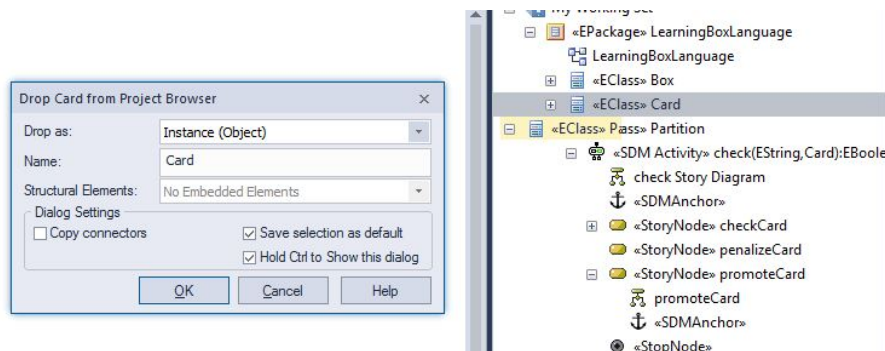 Drop Card from Project Browser
Drop as:
Instance (Object)
Name:
Card
Structural Elements:
No Embedded Elements
Dialog Settings
Copy connectors
Save selection as default
Hold Ctrl to Show this dialog
OK
Cancel
Help
My Working Set
«EPackage» LearningBoxLanguage
LearningBoxLanguage
«EClass» Box
«EClass» Card
«EClass» Pass» Partition
«SDM Activity» check(EString,Card):EBoole
check Story Diagram
«SDMAnchor»
«StoryNode» checkCard
«StoryNode» penalizeCard
«StoryNode» promoteCard
promoteCard
«SDMAnchor»
«StopNode»